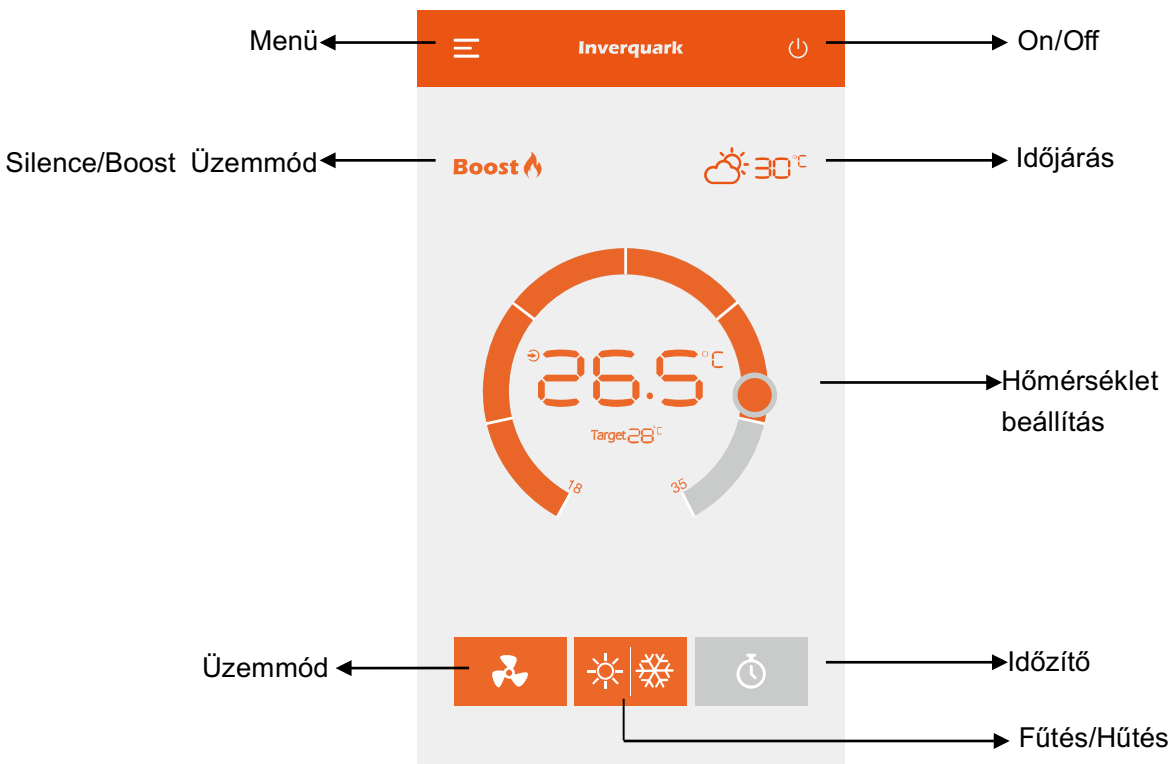 Menü
Inverquark
On/Off
Silence/Boost Üzemmód
Boost
30°C
Időjárás
26.5°C
Target 28°C
Hőmérséklet
beállítás
18
35
Üzemmód
Időzítő
Fűtés/Hűtés